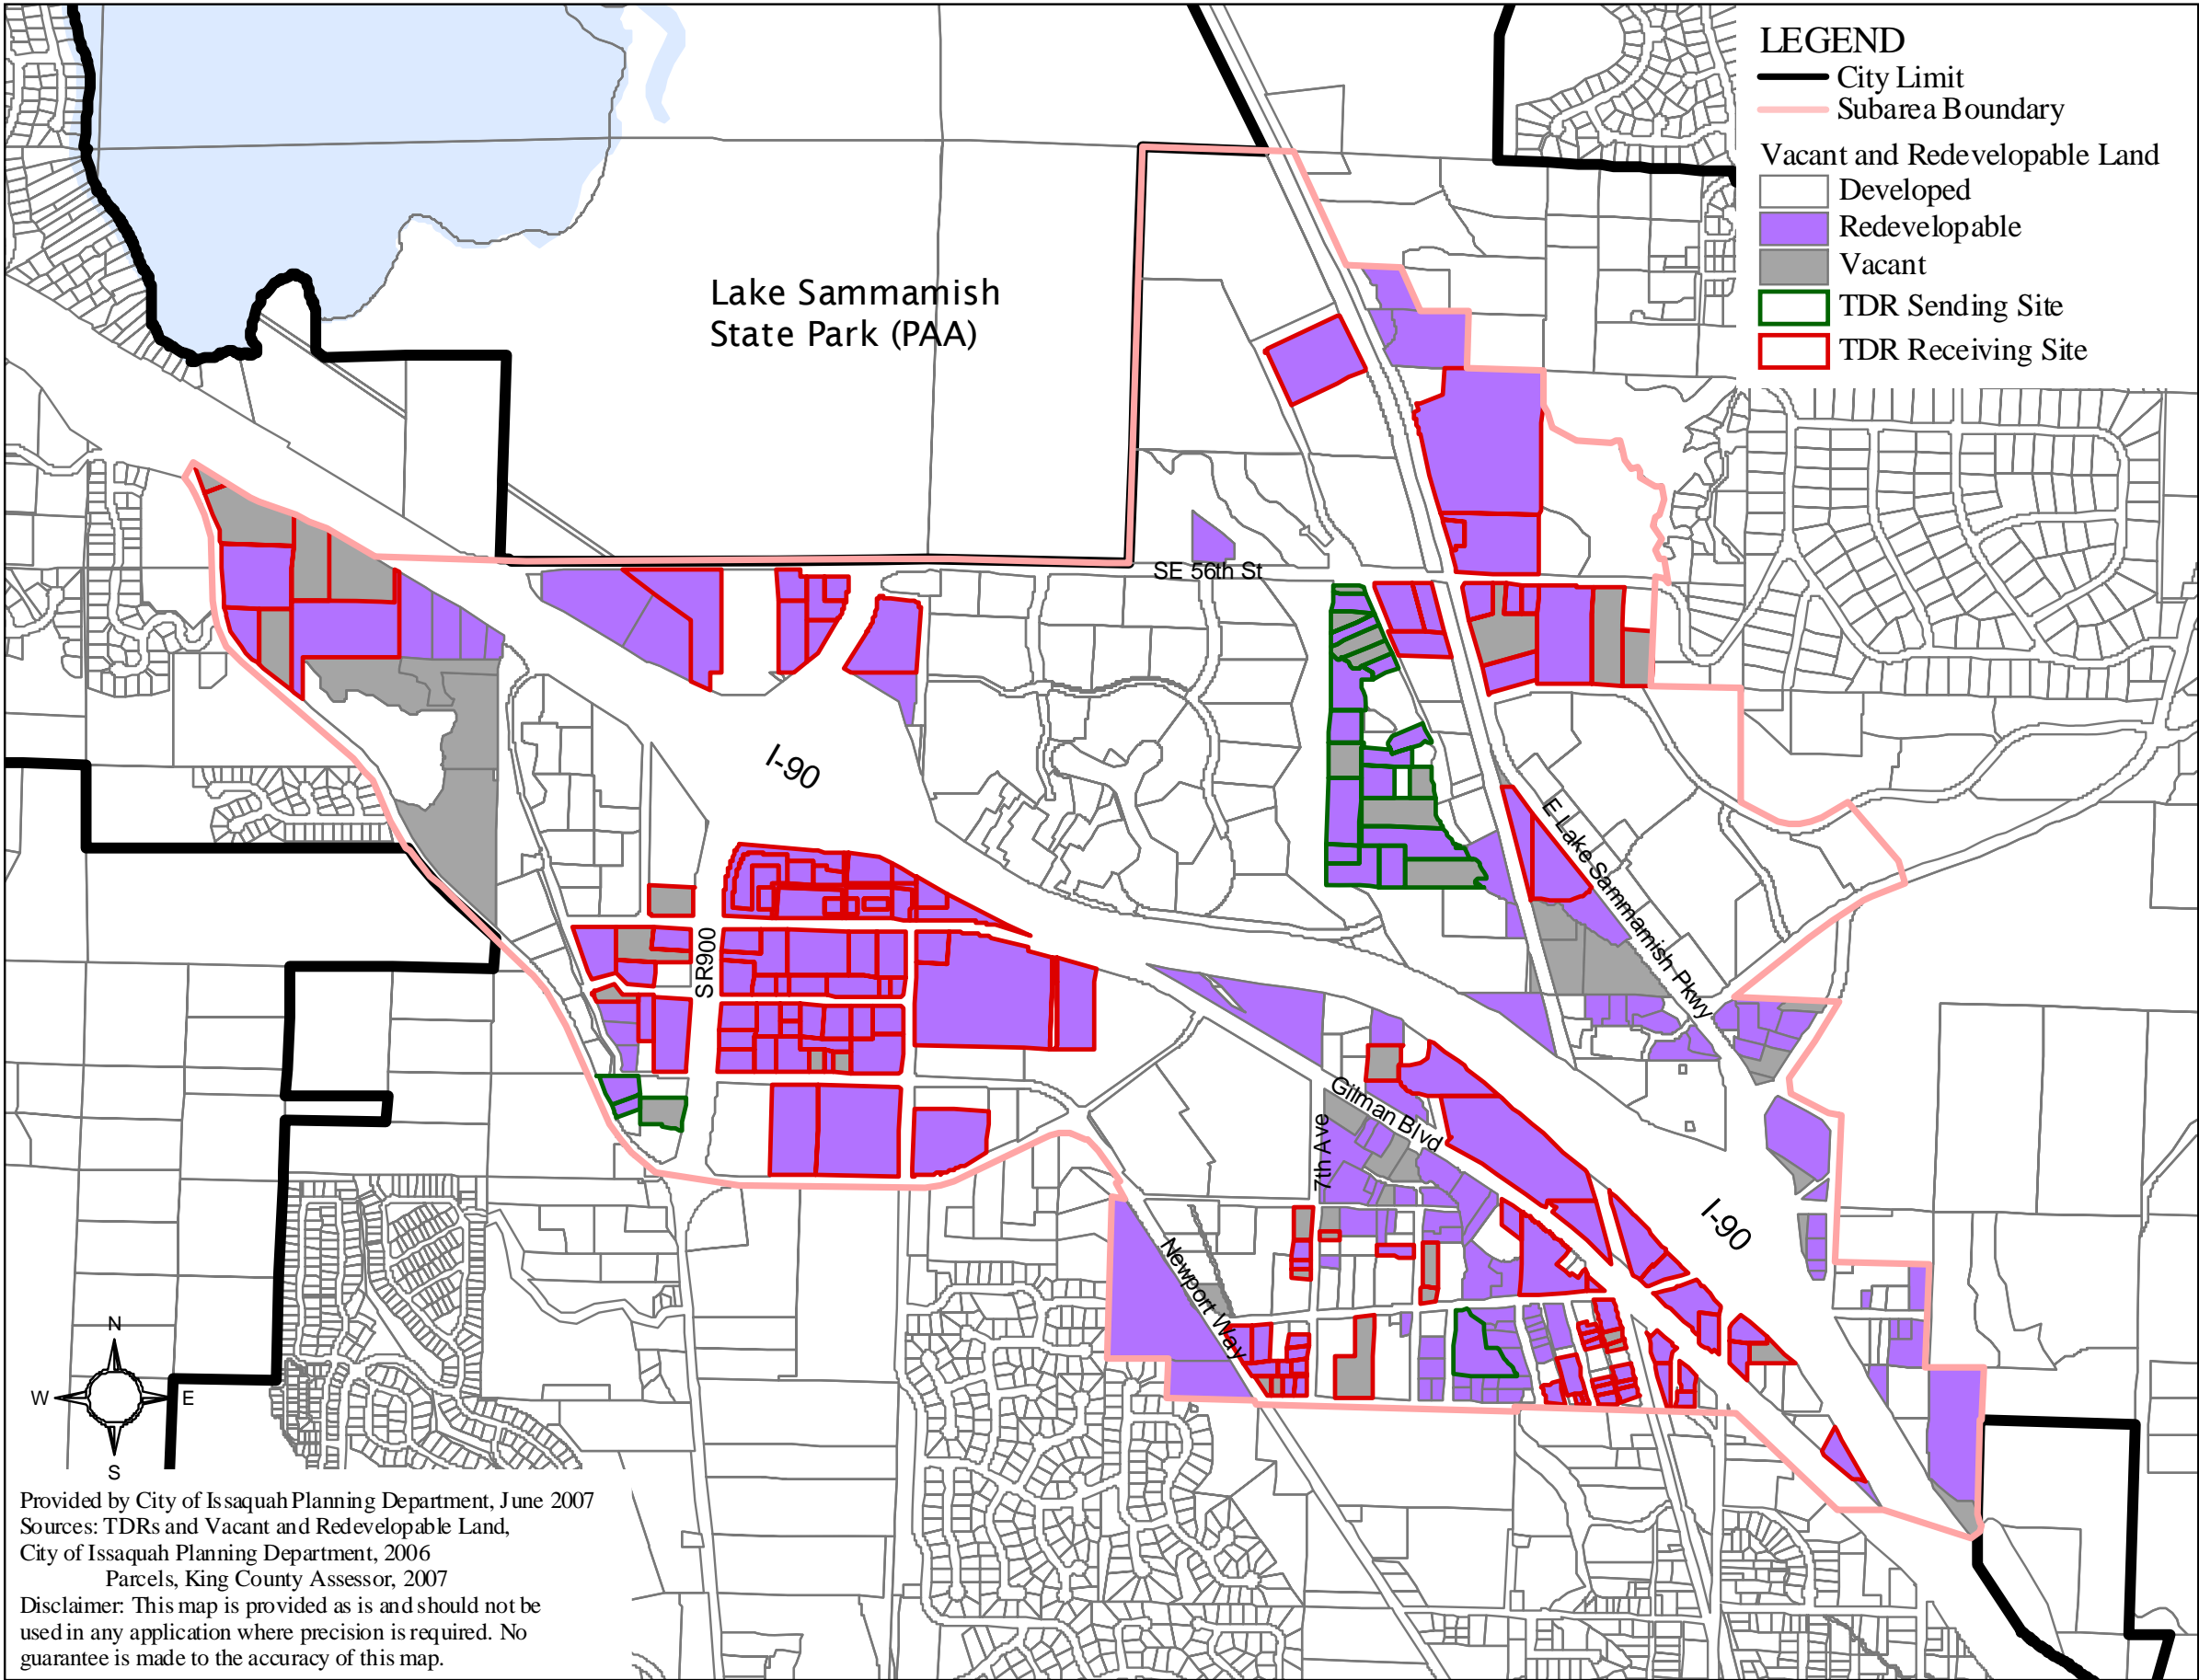 LEGEND
City Limit
Subarea Boundary
Vacant and Redevelopable Land
Developed
Redevelopable
Vacant
TDR Sending Site
TDR Receiving Site
Lake Sammamish
State Park (PAA)
SE 56th St
I-90
E Lake Sammamish Pkwy
SR900
Gilman Blvd
7th Ave
I-90
Newport Way
N
W
E
S
Provided by City of Issaquah Planning Department, June 2007
Sources: TDRs and Vacant and Redevelopable Land,
City of Issaquah Planning Department, 2006
Parcels, King County Assessor, 2007
Disclaimer: This map is provided as is and should not be
used in any application where precision is required. No
guarantee is made to the accuracy of this map.